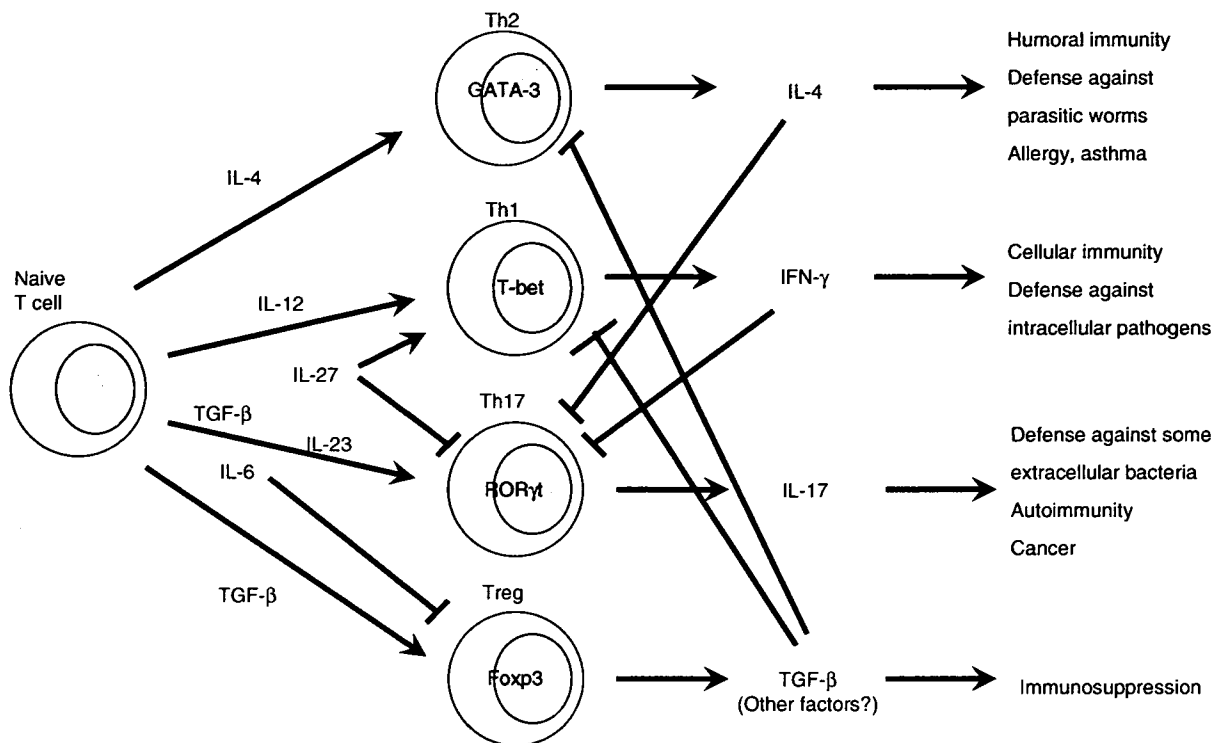 Th2
GATA-3
IL-4
Humoral immunity
Defense against
parasitic worms
Allergy, asthma
IL-4
Th1
T-bet
IFN-γ
Cellular immunity
Defense against
intracellular pathogens
Naive
T cell
IL-12
IL-27
Th17
TGF-β
IL-23
IL-6
RORγt
IL-17
Defense against some
extracellular bacteria
Autoimmunity
Cancer
TGF-β
Treg
Foxp3
TGF-β
(Other factors?)
Immunosuppression